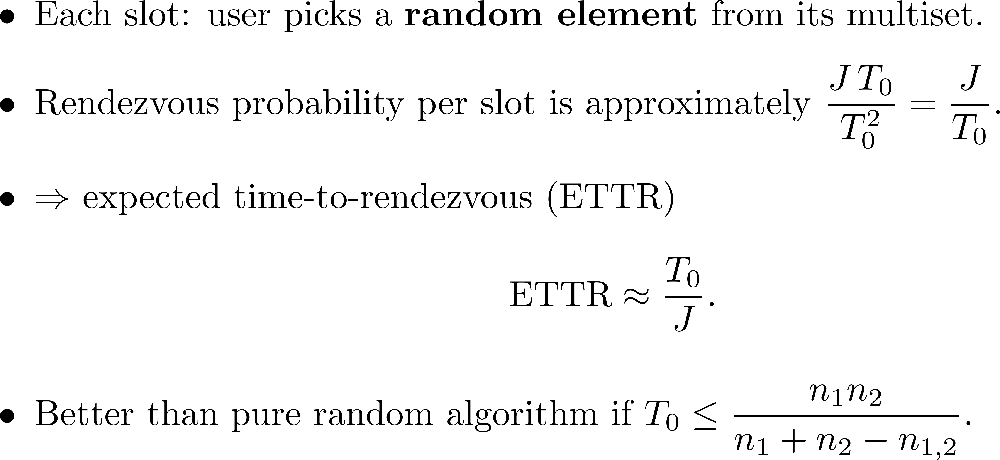 • Each slot: user picks a random element from its multiset.
• Rendezvous probability per slot is approximately $\frac{J T_0}{T_0^2} = \frac{J}{T_0}$.
• ⇒ expected time-to-rendezvous (ETTR)
$\mathrm{ETTR} \approx \frac{T_0}{J}$.
• Better than pure random algorithm if $T_0 \leq \frac{n_1 n_2}{n_1 + n_2 - n_{1,2}}$.